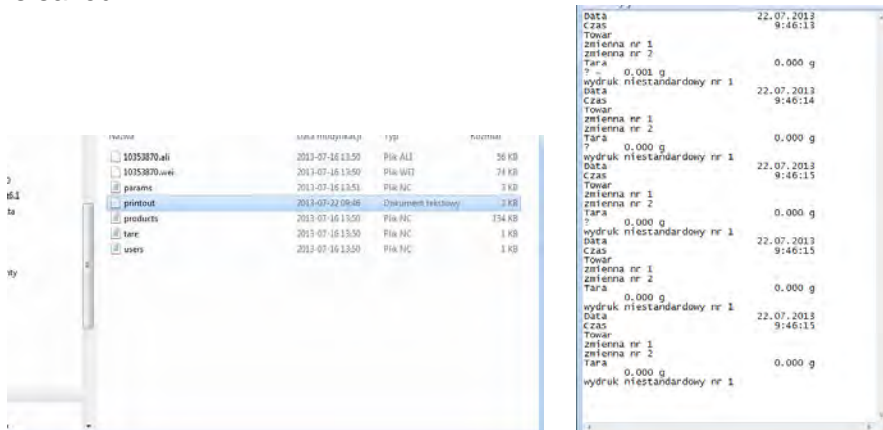 Nazwa Data modyfikacji Typ Rozmiar
10353870.ali 2013-07-16 13:50 Plik ALI 56 KB
10353870.wei 2013-07-16 13:50 Plik WEI 74 KB
params 2013-07-16 13:51 Plik NC 3 KB
printout 2013-07-22 09:46 Dokument tekstowy 2 KB
products 2013-07-16 13:50 Plik NC 134 KB
tare 2013-07-16 13:50 Plik NC 1 KB
users 2013-07-16 13:50 Plik NC 1 KB
Data 22.07.2013
Czas 9:46:13
Towar
zmienna nr 1
zmienna nr 2
Tara 0.000 g
? - 0.001 g
wydruk niestandardowy nr 1
Data 22.07.2013
Czas 9:46:14
Towar
zmienna nr 1
zmienna nr 2
Tara 0.000 g
? 0.000 g
wydruk niestandardowy nr 1
Data 22.07.2013
Czas 9:46:15
Towar
zmienna nr 1
zmienna nr 2
Tara 0.000 g
? 0.000 g
wydruk niestandardowy nr 1
Data 22.07.2013
Czas 9:46:15
Towar
zmienna nr 1
zmienna nr 2
Tara 0.000 g
0.000 g
wydruk niestandardowy nr 1
Data 22.07.2013
Czas 9:46:15
Towar
zmienna nr 1
zmienna nr 2
Tara 0.000 g
0.000 g
wydruk niestandardowy nr 1